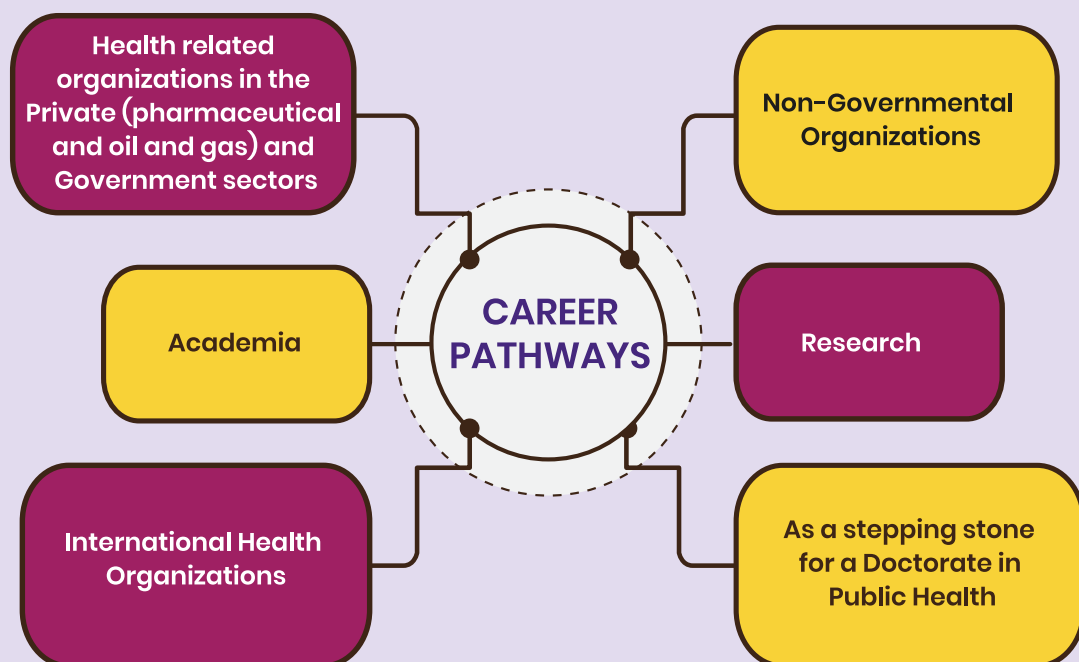 Health related
organizations in the
Private (pharmaceutical
and oil and gas) and
Government sectors
Non-Governmental
Organizations
CAREER
PATHWAYS
Academia
Research
International Health
Organizations
As a stepping stone
for a Doctorate in
Public Health